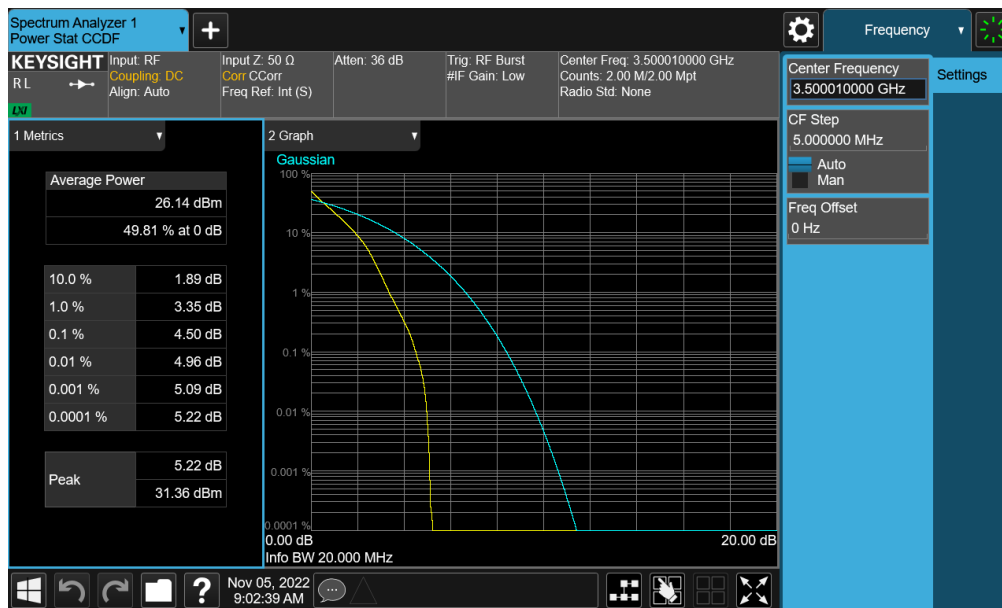 Spectrum Analyzer 1
Power Stat CCDF
Frequency
KEYSIGHT
RL
LXI
Input: RF
Coupling: DC
Align: Auto
Input Z: 50 Ω
Corr CCorr
Freq Ref: Int (S)
Atten: 36 dB
Trig: RF Burst
#IF Gain: Low
Center Freq: 3.500010000 GHz
Counts: 2.00 M/2.00 Mpt
Radio Std: None
Center Frequency
3.500010000 GHz
Settings
CF Step
5.000000 MHz
Auto
Man
Freq Offset
0 Hz
1 Metrics
Average Power
26.14 dBm
49.81 % at 0 dB
10.0 % 1.89 dB
1.0 % 3.35 dB
0.1 % 4.50 dB
0.01 % 4.96 dB
0.001 % 5.09 dB
0.0001 % 5.22 dB
Peak 5.22 dB
31.36 dBm
2 Graph
Gaussian
100 %
10 %
1 %
0.1 %
0.01 %
0.001 %
0.0001 %
0.00 dB 20.00 dB
Info BW 20.000 MHz
?
Nov 05, 2022
9:02:39 AM